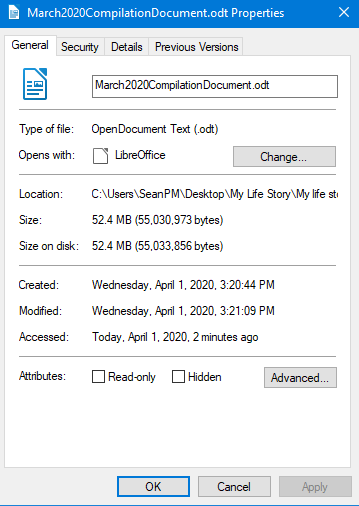 March2020CompilationDocument.odt Properties
General Security Details Previous Versions
March2020CompilationDocument.odt
Type of file: OpenDocument Text (.odt)
Opens with: LibreOffice Change...
Location: C:\Users\SeanPM\Desktop\My Life Story\My life sto
Size: 52.4 MB (55,030,973 bytes)
Size on disk: 52.4 MB (55,033,856 bytes)
Created: Wednesday, April 1, 2020, 3:20:44 PM
Modified: Wednesday, April 1, 2020, 3:21:09 PM
Accessed: Today, April 1, 2020, 2 minutes ago
Attributes: Read-only Hidden Advanced...
OK Cancel Apply